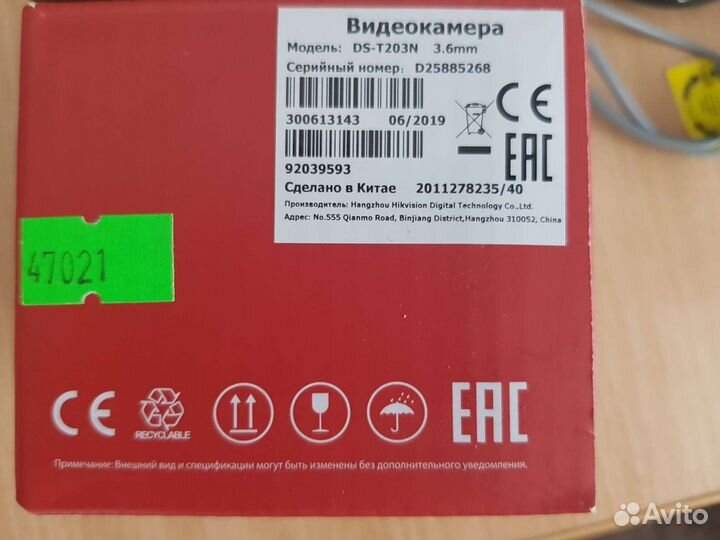 Видеокамера
Модель: DS-T203N 3.6mm
Серийный номер: D25885268
300613143 06/2019
CE
EAC
92039593
Сделано в Китае 2011278235/40
Производитель: Hangzhou Hikvision Digital Technology Co.,Ltd.
Адрес: No.555 Qianmo Road, Binjiang District,Hangzhou 310052, China
47021
CE
RECYCLABLE
EAC
Примечание: Внешний вид и спецификации могут быть изменены без дополнительного уведомления.
Avito